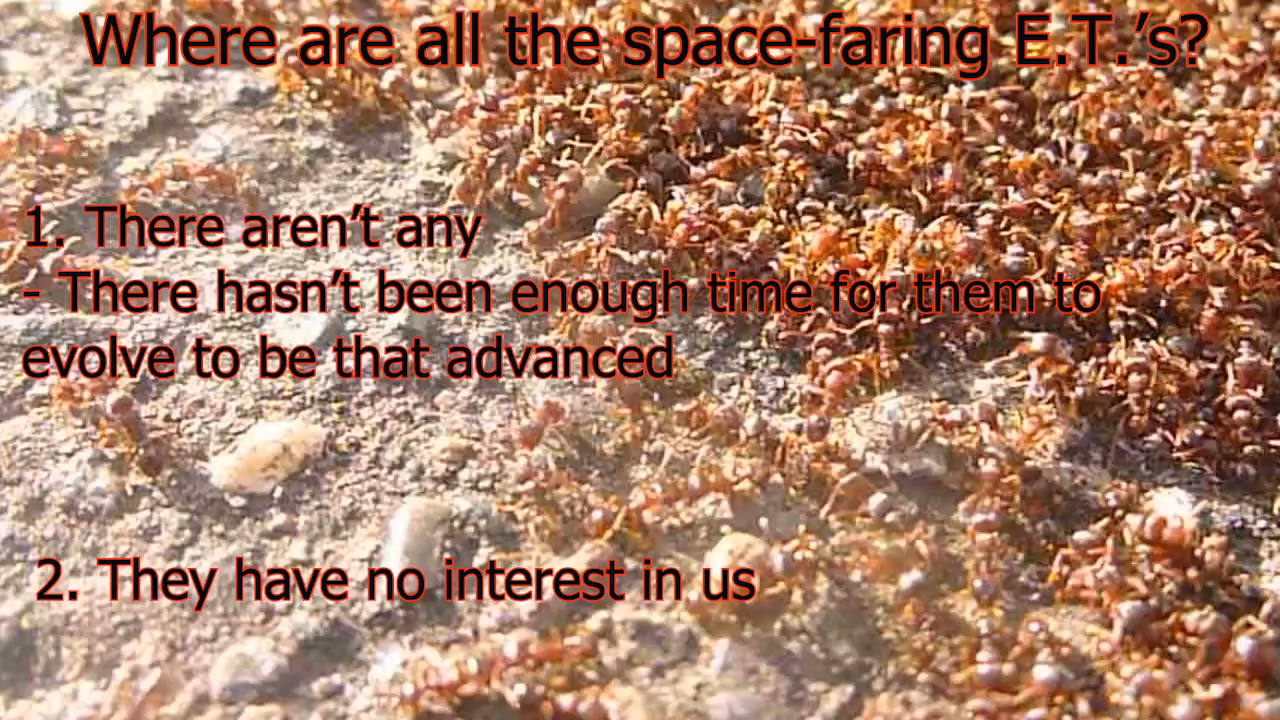 Where are all the space-faring E.T.’s?
1. There aren’t any
- There hasn’t been enough time for them to
evolve to be that advanced
2. They have no interest in us